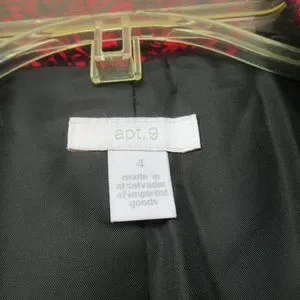 apt. 9
4
made in
el salvador
of imported
goods